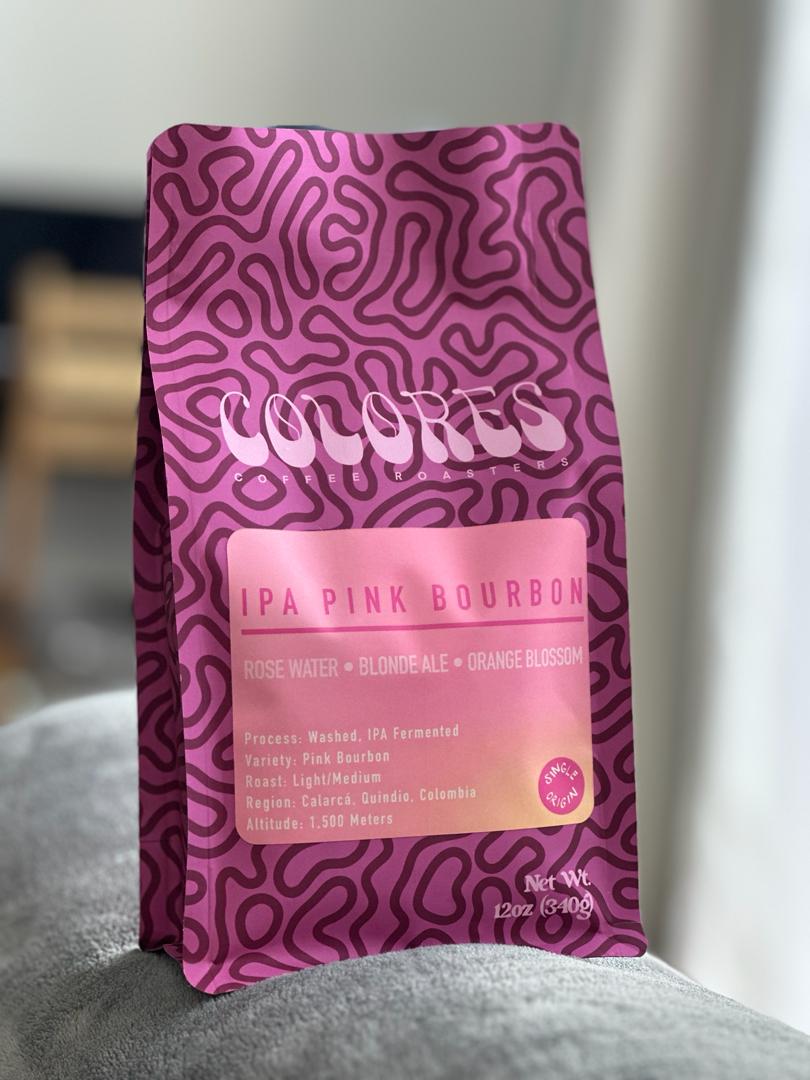 COLORES
COFFEE ROASTERS
IPA PINK BOURBON
ROSE WATER • BLONDE ALE • ORANGE BLOSSOM
Process: Washed, IPA Fermented
Variety: Pink Bourbon
Roast: Light/Medium
Region: Calarcá, Quindio, Colombia
Altitude: 1.500 Meters
SINGLE
ORIGIN
Net Wt.
12oz (340g)